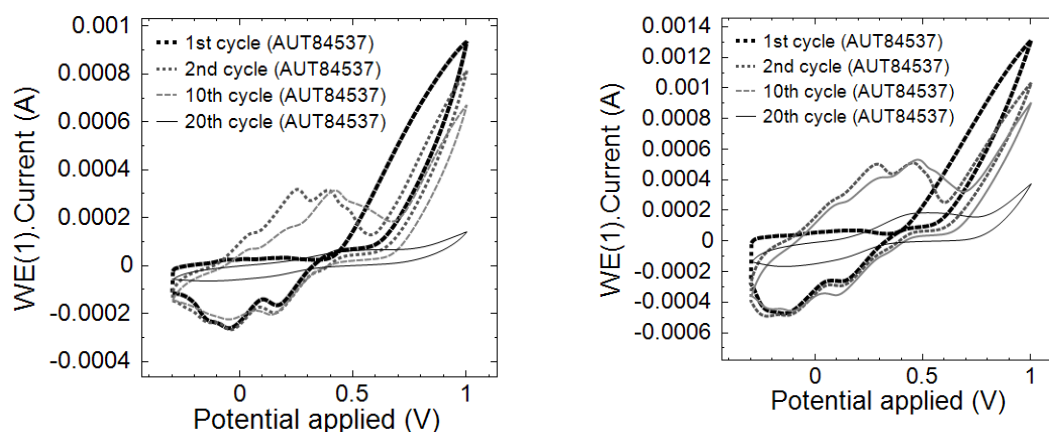 0.001
0.0008
0.0006
0.0004
0.0002
0
-0.0002
-0.0004
WE(1).Current (A)
1st cycle (AUT84537)
2nd cycle (AUT84537)
10th cycle (AUT84537)
20th cycle (AUT84537)
0 0.5 1
Potential applied (V)
0.0014
0.0012
0.001
0.0008
0.0006
0.0004
0.0002
0
-0.0002
-0.0004
-0.0006
WE(1).Current (A)
1st cycle (AUT84537)
2nd cycle (AUT84537)
10th cycle (AUT84537)
20th cycle (AUT84537)
0 0.5 1
Potential applied (V)